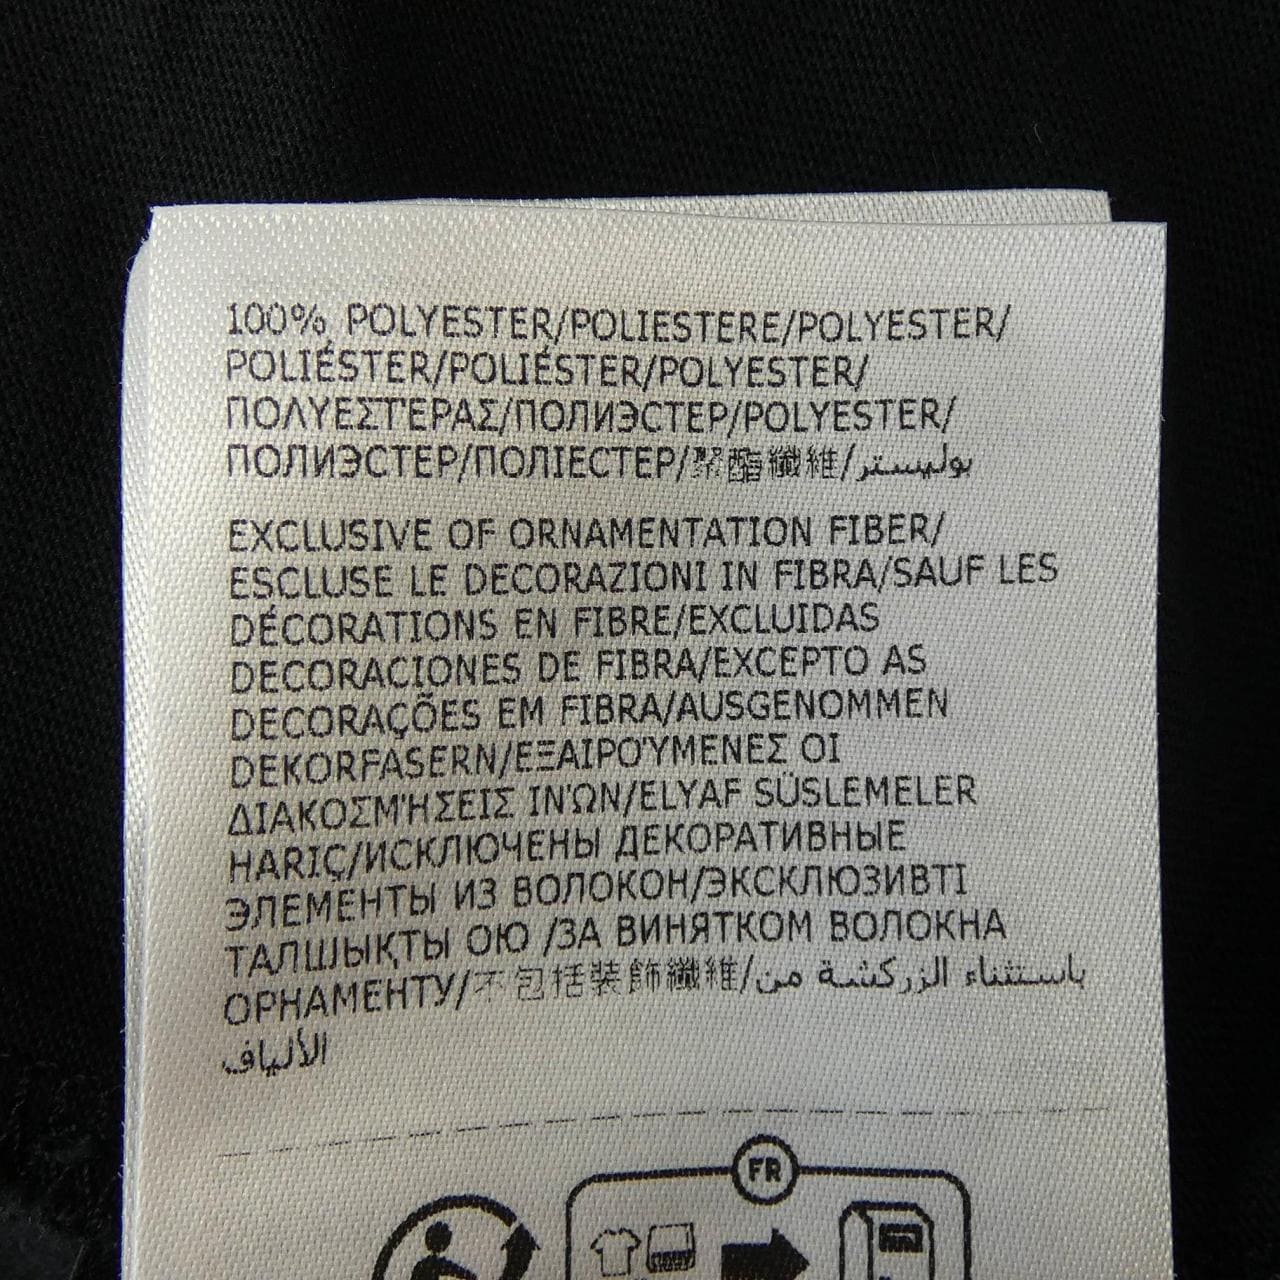 100% POLYESTER/POLIESTERE/POLYESTER/
POLIÉSTER/POLIÉSTER/POLYESTER/
ΠΟΛΥΕΣΤΈΡΑΣ/ПОЛИЭСТЕР/POLYESTER/
ПОЛИЭСТЕР/ПОЛІЕСТЕР/聚酯纖維/بوليستر
EXCLUSIVE OF ORNAMENTATION FIBER/
ESCLUSE LE DECORAZIONI IN FIBRA/SAUF LES
DÉCORATIONS EN FIBRE/EXCLUIDAS
DECORACIONES DE FIBRA/EXCEPTO AS
DECORAÇÕES EM FIBRA/AUSGENOMMEN
DEKORFASERN/ΕΞΑΙΡΟΎΜΕΝΕΣ ΟΙ
ΔΙΑΚΟΣΜΉΣΕΙΣ ΙΝΏΝ/ELYAF SÜSLEMELER
HARIÇ/ИСКЛЮЧЕНЫ ДЕКОРАТИВНЫЕ
ЭЛЕМЕНТЫ ИЗ ВОЛОКОН/ЭКСКЛЮЗИВТІ
ТАЛШЫҚТЫ ОЮ /ЗА ВИНЯТКОМ ВОЛОКНА
ОРНАМЕНТУ/不包括裝飾纖維/باستثناء الزركشة من
الألياف
FR